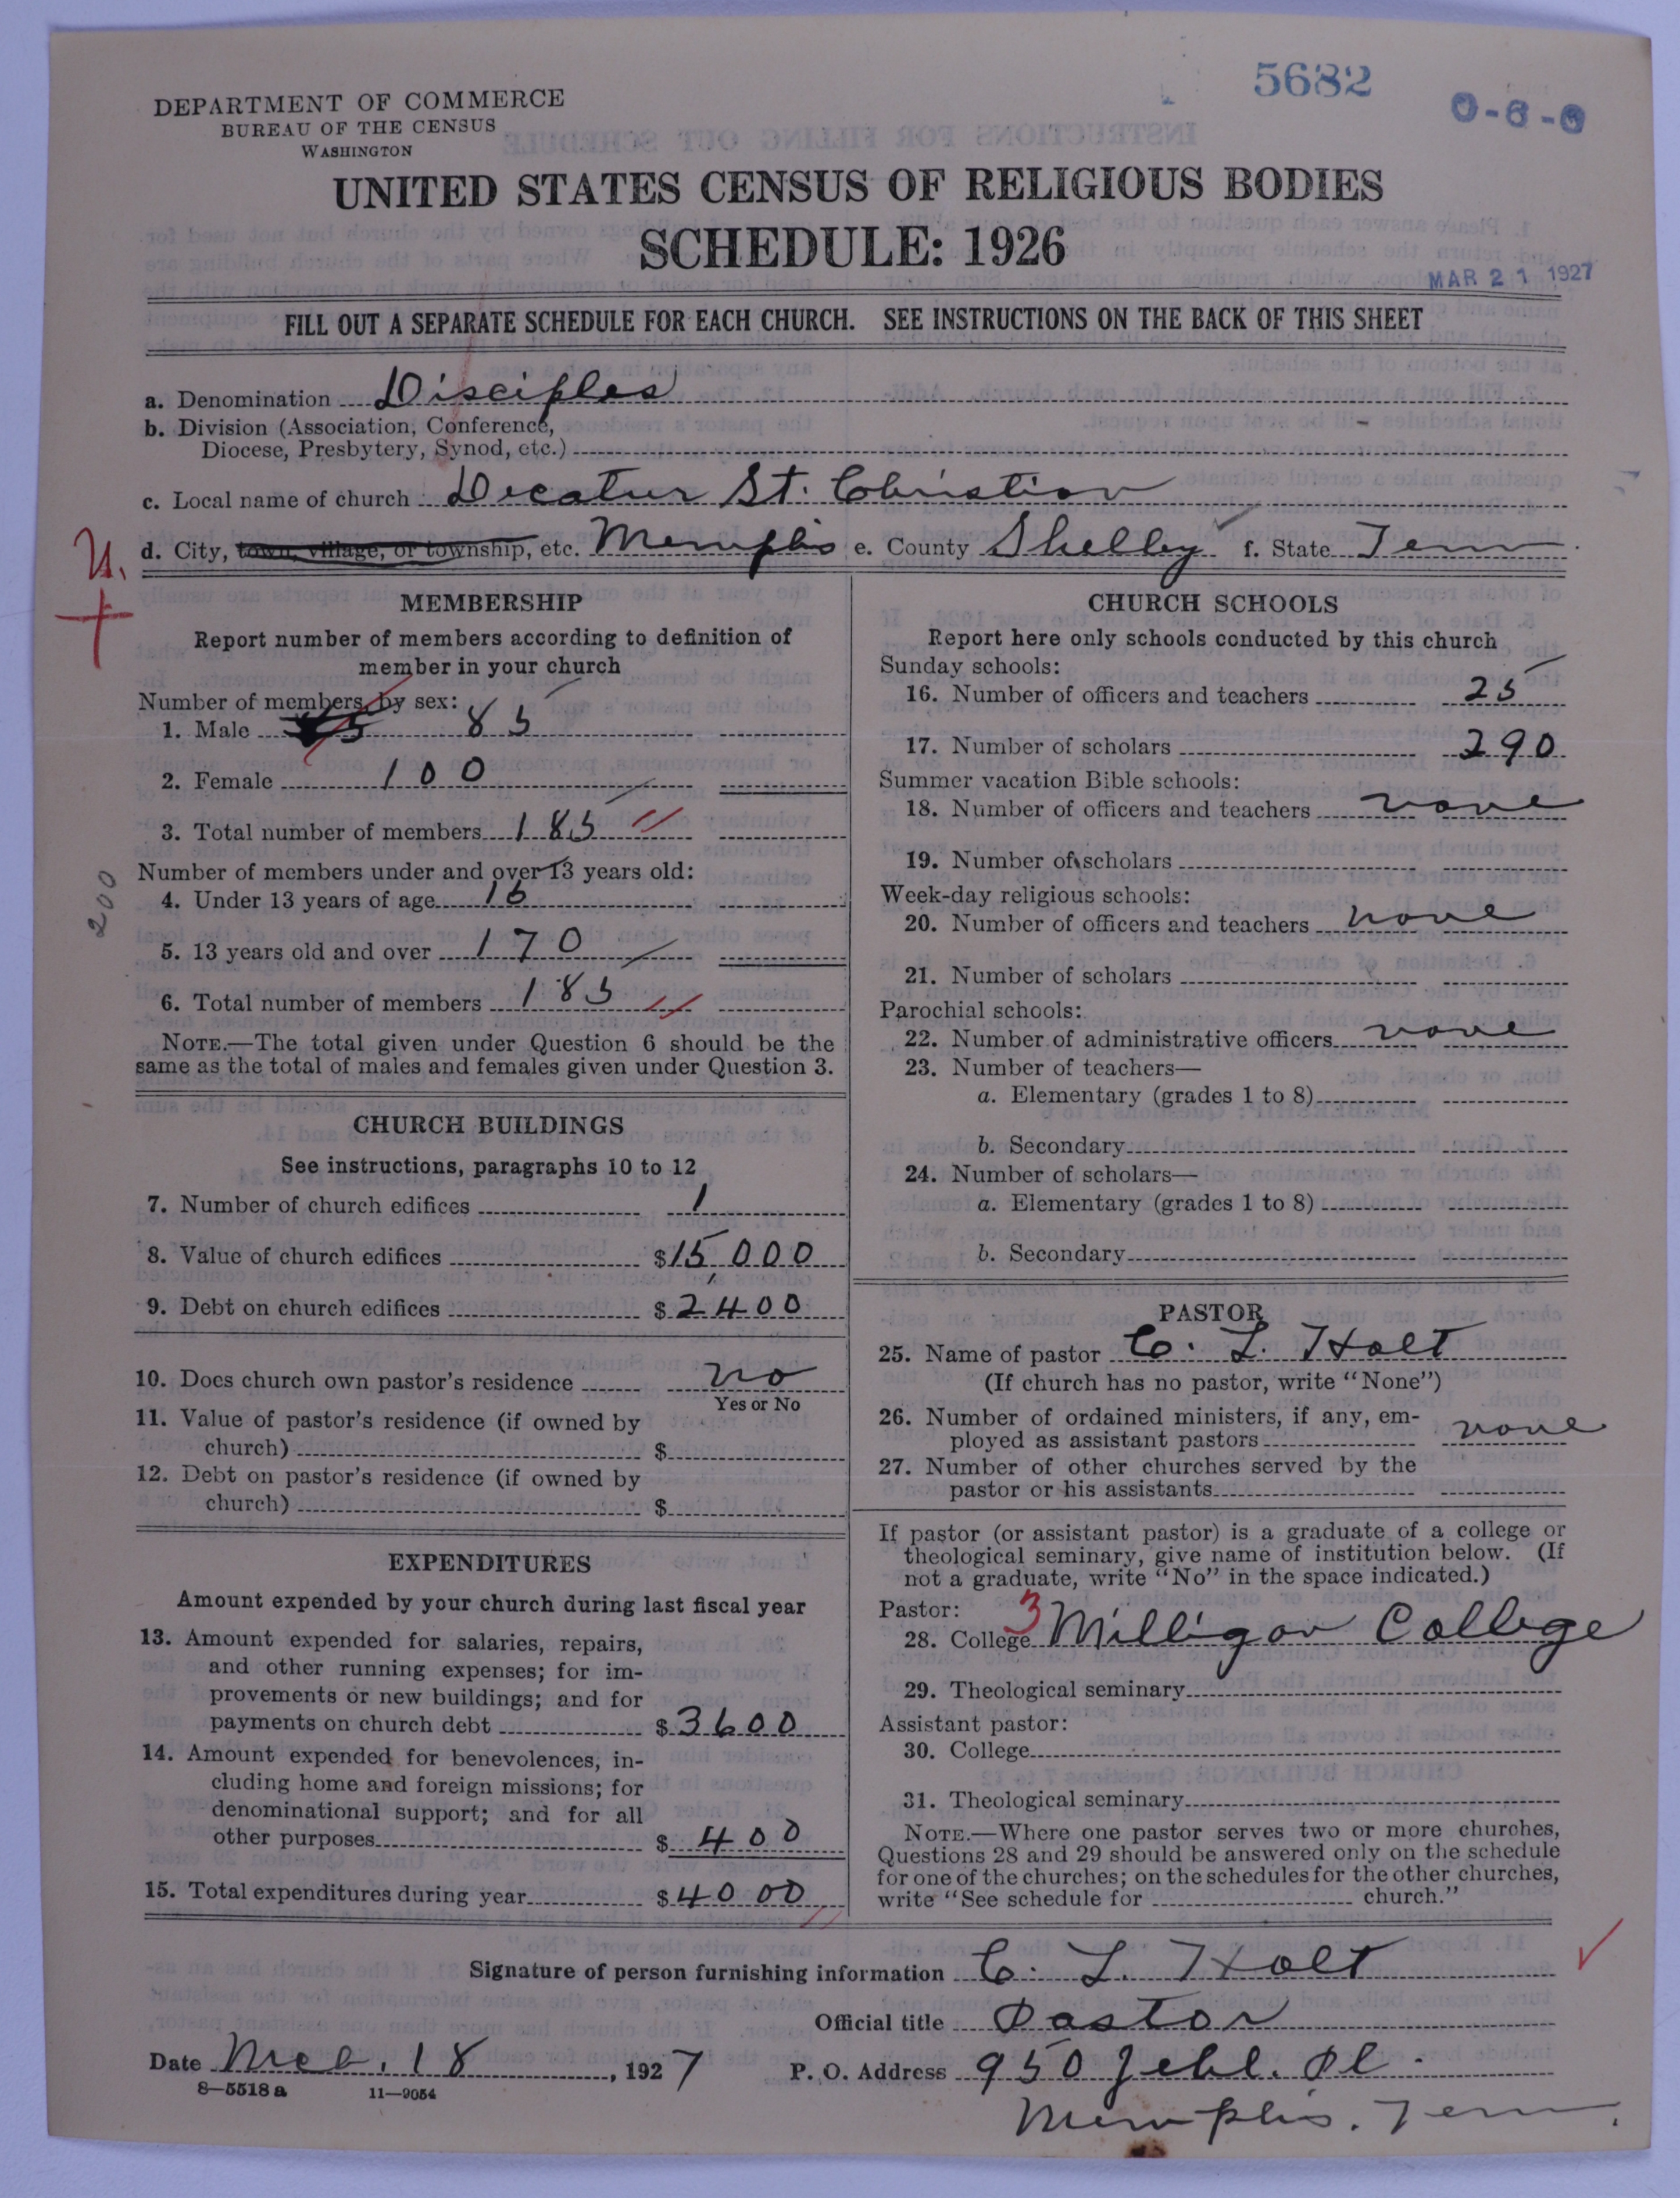 5682
0-6-0
DEPARTMENT OF COMMERCE
BUREAU OF THE CENSUS
WASHINGTON
UNITED STATES CENSUS OF RELIGIOUS BODIES
SCHEDULE: 1926
MAR 21 1927
FILL OUT A SEPARATE SCHEDULE FOR EACH CHURCH. SEE INSTRUCTIONS ON THE BACK OF THIS SHEET
a. Denomination Disciples
b. Division (Association, Conference,
Diocese, Presbytery, Synod, etc.)
c. Local name of church Decatur St. Christian
U. d. City, town, village, or township, etc. Memphis e. County Shelby f. State Tenn
MEMBERSHIP
Report number of members according to definition of
member in your church
Number of members, by sex:
1. Male 85
2. Female 100
3. Total number of members 185
Number of members under and over 13 years old:
4. Under 13 years of age 15
200
5. 13 years old and over 170
6. Total number of members 185
NOTE.—The total given under Question 6 should be the
same as the total of males and females given under Question 3.
CHURCH BUILDINGS
See instructions, paragraphs 10 to 12
7. Number of church edifices 1
8. Value of church edifices $15,000
9. Debt on church edifices $2400
10. Does church own pastor's residence no
Yes or No
11. Value of pastor's residence (if owned by
church) $
12. Debt on pastor's residence (if owned by
church) $
EXPENDITURES
Amount expended by your church during last fiscal year
13. Amount expended for salaries, repairs,
and other running expenses; for im-
provements or new buildings; and for
payments on church debt $3600
14. Amount expended for benevolences, in-
cluding home and foreign missions; for
denominational support; and for all
other purposes $400
15. Total expenditures during year $4000
CHURCH SCHOOLS
Report here only schools conducted by this church
Sunday schools:
16. Number of officers and teachers 25
17. Number of scholars 290
Summer vacation Bible schools:
18. Number of officers and teachers none
19. Number of scholars
Week-day religious schools:
20. Number of officers and teachers none
21. Number of scholars
Parochial schools:
22. Number of administrative officers none
23. Number of teachers—
a. Elementary (grades 1 to 8)
b. Secondary
24. Number of scholars—
a. Elementary (grades 1 to 8)
b. Secondary
PASTOR
25. Name of pastor C. L. Holt
(If church has no pastor, write "None")
26. Number of ordained ministers, if any, em-
ployed as assistant pastors none
27. Number of other churches served by the
pastor or his assistants
If pastor (or assistant pastor) is a graduate of a college or
theological seminary, give name of institution below. (If
not a graduate, write "No" in the space indicated.)
Pastor: 3
28. College Milligan College
29. Theological seminary
Assistant pastor:
30. College
31. Theological seminary
NOTE.—Where one pastor serves two or more churches,
Questions 28 and 29 should be answered only on the schedule
for one of the churches; on the schedules for the other churches,
write "See schedule for church."
Signature of person furnishing information C. L. Holt
Official title Pastor
Date Mch. 18, 1927 P. O. Address 950 Jehl. Pl.
8—5518 a 11—9054
Memphis. Tenn.